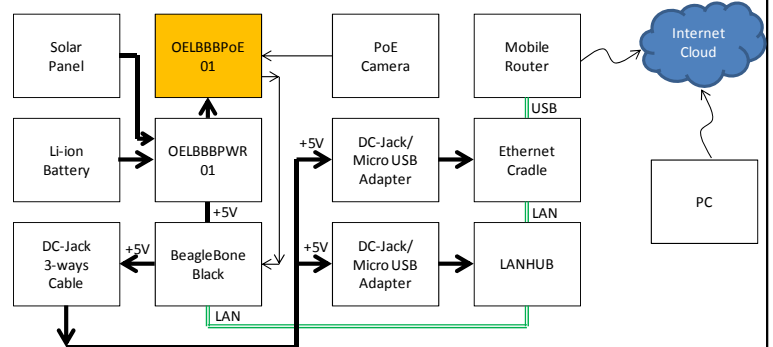 Solar
Panel
OELBBBPoE
01
PoE
Camera
Mobile
Router
Internet
Cloud
USB
Li-ion
Battery
OELBBBPWR
01
+5V
DC-Jack/
Micro USB
Adapter
Ethernet
Cradle
PC
+5V
LAN
DC-Jack
3-ways
Cable
+5V
BeagleBone
Black
+5V
DC-Jack/
Micro USB
Adapter
LANHUB
LAN